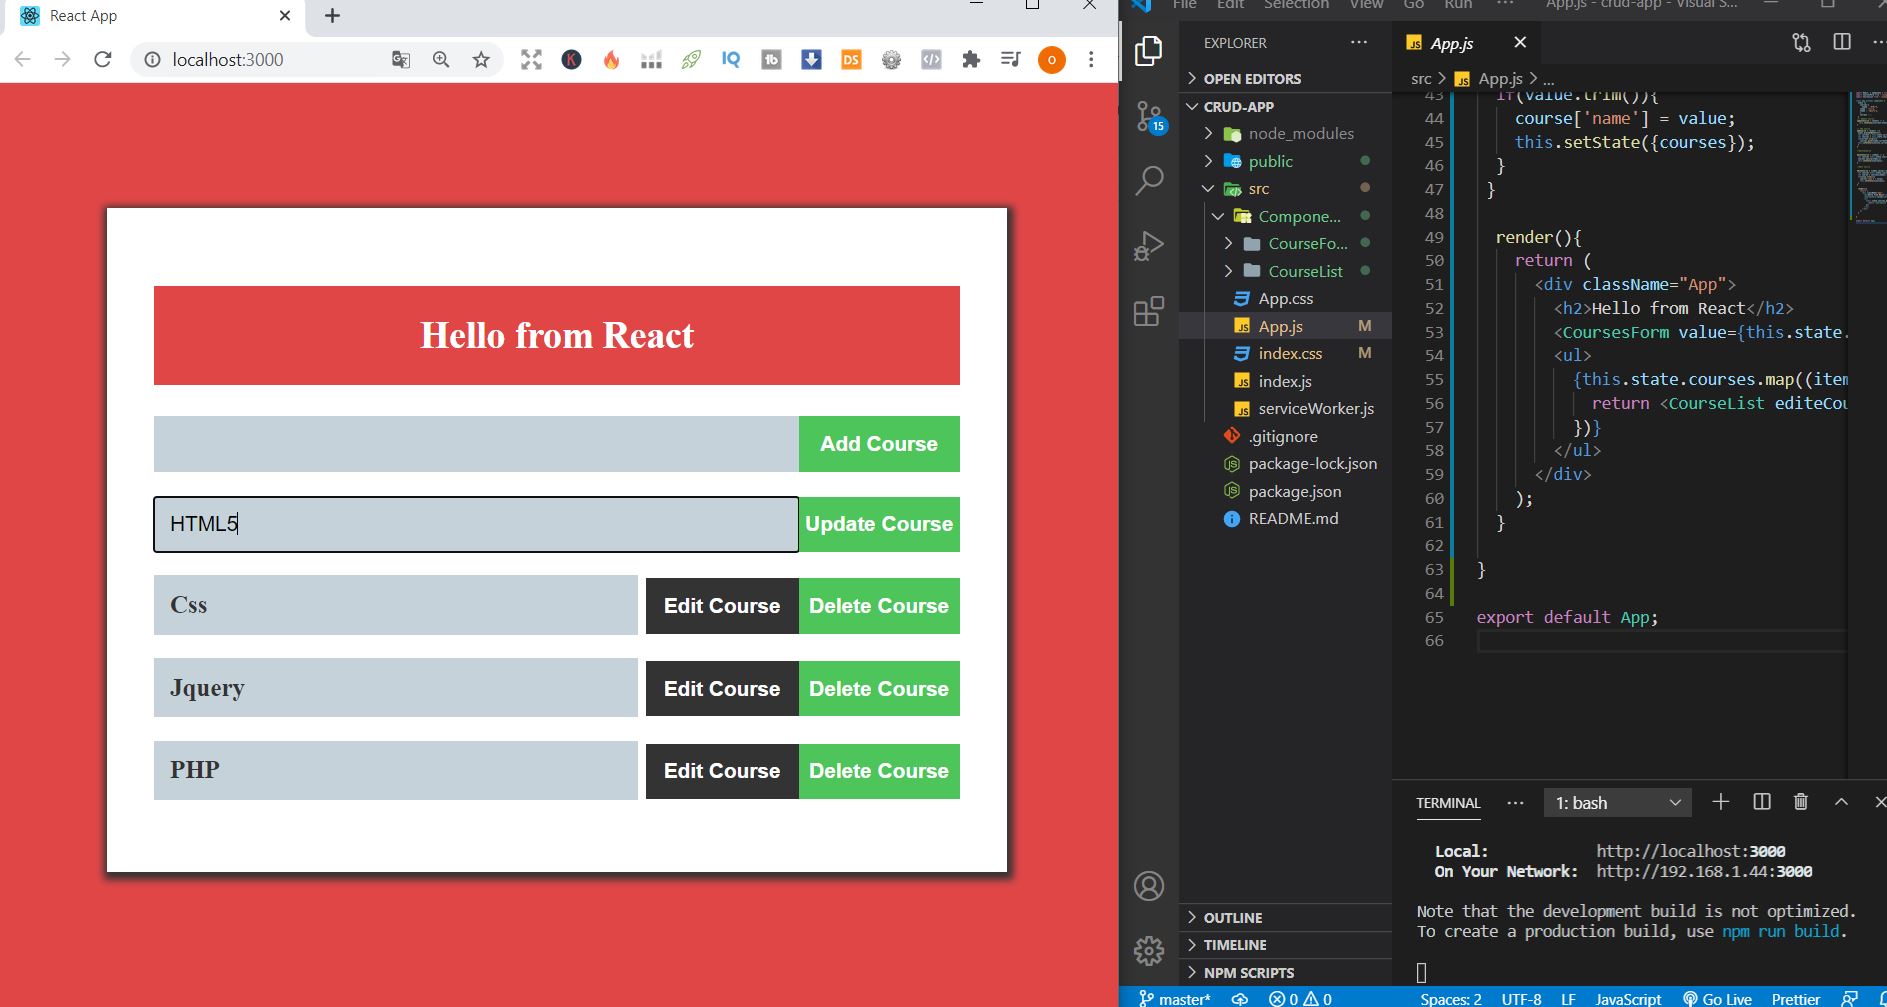 React App
localhost:3000
Hello from React
Add Course
HTML5
Update Course
Css
Edit Course
Delete Course
Jquery
Edit Course
Delete Course
PHP
Edit Course
Delete Course
File Edit Selection View Go Run ... App.js - crud-app - Visual S...
15
EXPLORER
OPEN EDITORS
CRUD-APP
node_modules
public
src
Compone...
CourseFo...
CourseList
App.css
App.js M
index.css M
index.js
serviceWorker.js
.gitignore
package-lock.json
package.json
README.md
OUTLINE
TIMELINE
NPM SCRIPTS
App.js
src > App.js > ...
43 if(value.trim()){
44 course['name'] = value;
45 this.setState({courses});
46 }
47 }
48
49 render(){
50 return (
51 <div className="App">
52 <h2>Hello from React</h2>
53 <CoursesForm value={this.state.
54 <ul>
55 {this.state.courses.map((item
56 return <CourseList editeCou
57 })}
58 </ul>
59 </div>
60 );
61 }
62
63 }
64
65 export default App;
66
TERMINAL
1: bash
Local: http://localhost:3000
On Your Network: http://192.168.1.44:3000
Note that the development build is not optimized.
To create a production build, use npm run build.
master* 0 0 Spaces: 2 UTF-8 LF JavaScript Go Live Prettier